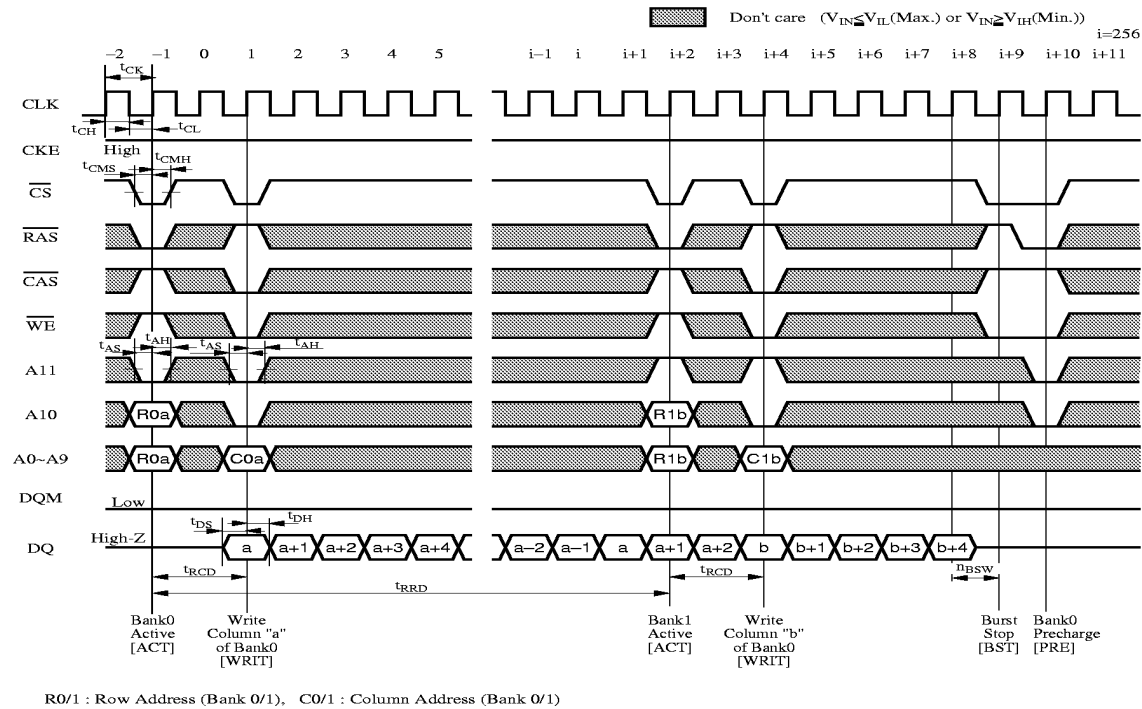 Don't care (VIN≤VIL(Max.) or VIN≥VIH(Min.))
i=256
−2 −1 0 1 2 3 4 5 i−1 i i+1 i+2 i+3 i+4 i+5 i+6 i+7 i+8 i+9 i+10 i+11
tCK
CLK
tCH tCL
CKE High
tCMS tCMH
CS
RAS
CAS
WE
tAS tAH tAS tAH
A11
A10 R0a R1b
A0~A9 R0a C0a R1b C1b
DQM Low
tDS tDH
DQ High-Z a a+1 a+2 a+3 a+4 a−2 a−1 a a+1 a+2 b b+1 b+2 b+3 b+4
tRCD tRCD nBSW
tRRD
Bank0 Active [ACT]
Write Column "a" of Bank0 [WRIT]
Bank1 Active [ACT]
Write Column "b" of Bank0 [WRIT]
Burst Stop [BST]
Bank0 Precharge [PRE]
R0/1 : Row Address (Bank 0/1), C0/1 : Column Address (Bank 0/1)